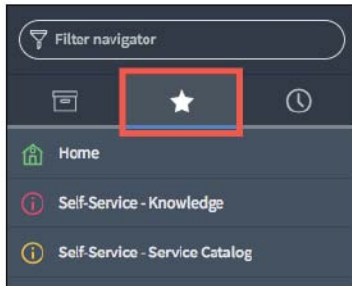 Filter navigator
Home
Self-Service - Knowledge
Self-Service - Service Catalog